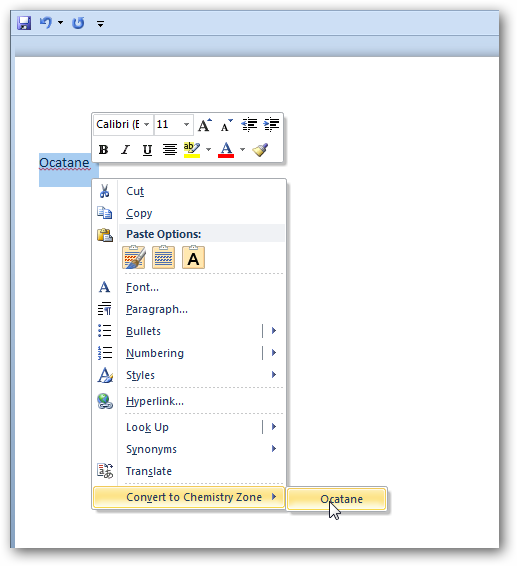 Calibri (E 11 A A
B I U ab A
Ocatane
Cut
Copy
Paste Options:
A
A Font...
Paragraph...
Bullets
Numbering
Styles
Hyperlink...
Look Up
Synonyms
Translate
Convert to Chemistry Zone Ocatane